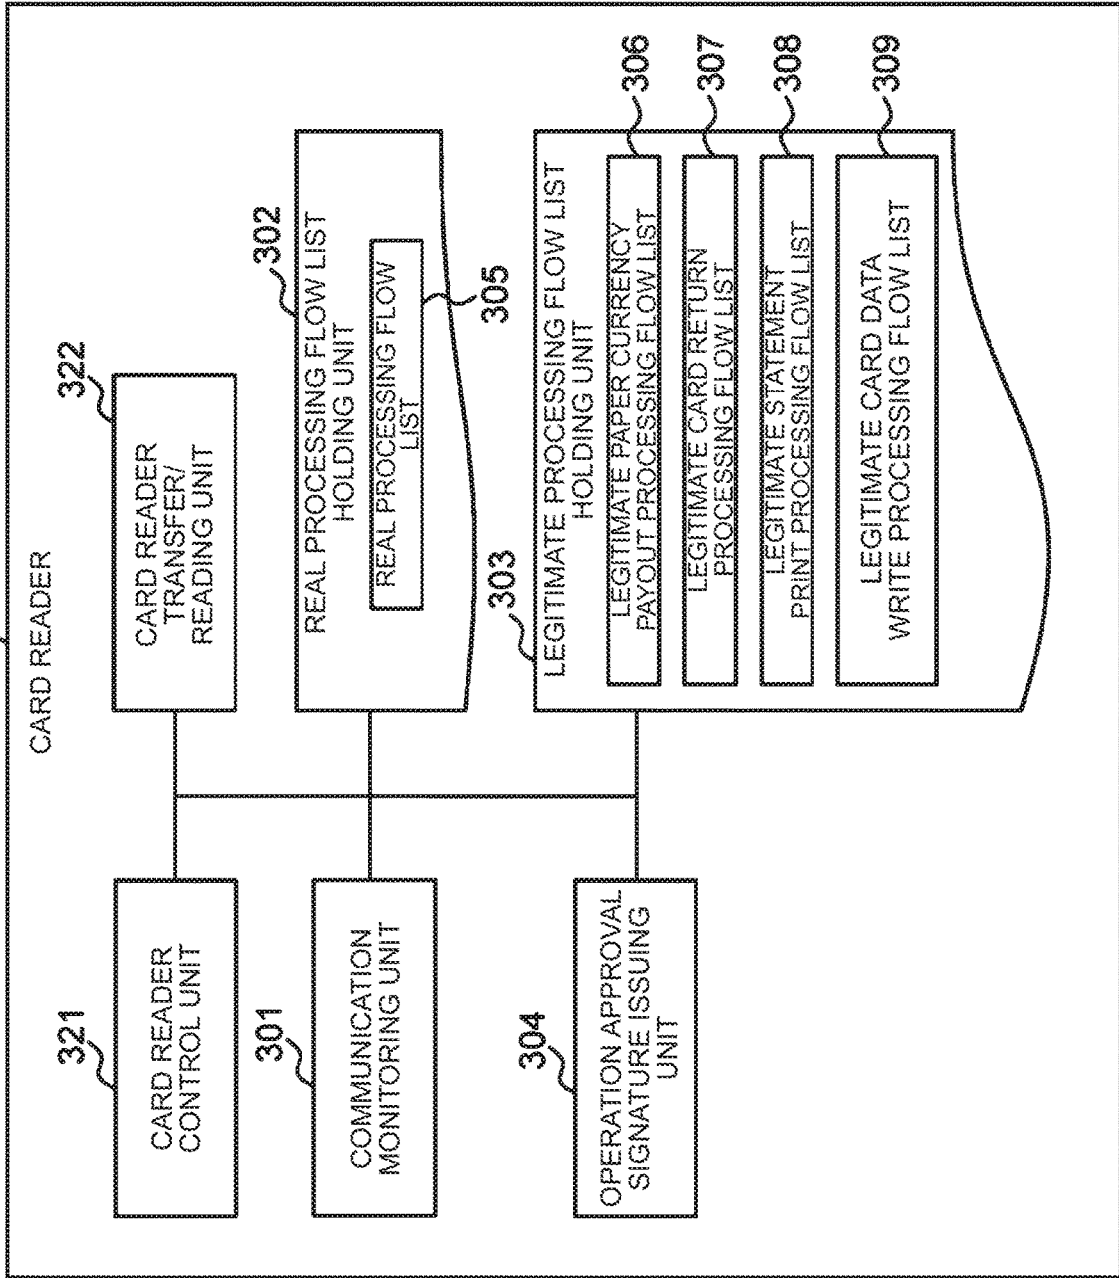 CARD READER
321
CARD READER
CONTROL UNIT
301
COMMUNICATION
MONITORING UNIT
304
OPERATION APPROVAL
SIGNATURE ISSUING
UNIT
322
CARD READER
TRANSFER/
READING UNIT
302
REAL PROCESSING FLOW LIST
HOLDING UNIT
REAL PROCESSING FLOW
LIST
305
303
LEGITIMATE PROCESSING FLOW LIST
HOLDING UNIT
LEGITIMATE PAPER CURRENCY
PAYOUT PROCESSING FLOW LIST
306
LEGITIMATE CARD RETURN
PROCESSING FLOW LIST
307
LEGITIMATE STATEMENT
PRINT PROCESSING FLOW LIST
308
LEGITIMATE CARD DATA
WRITE PROCESSING FLOW LIST
309